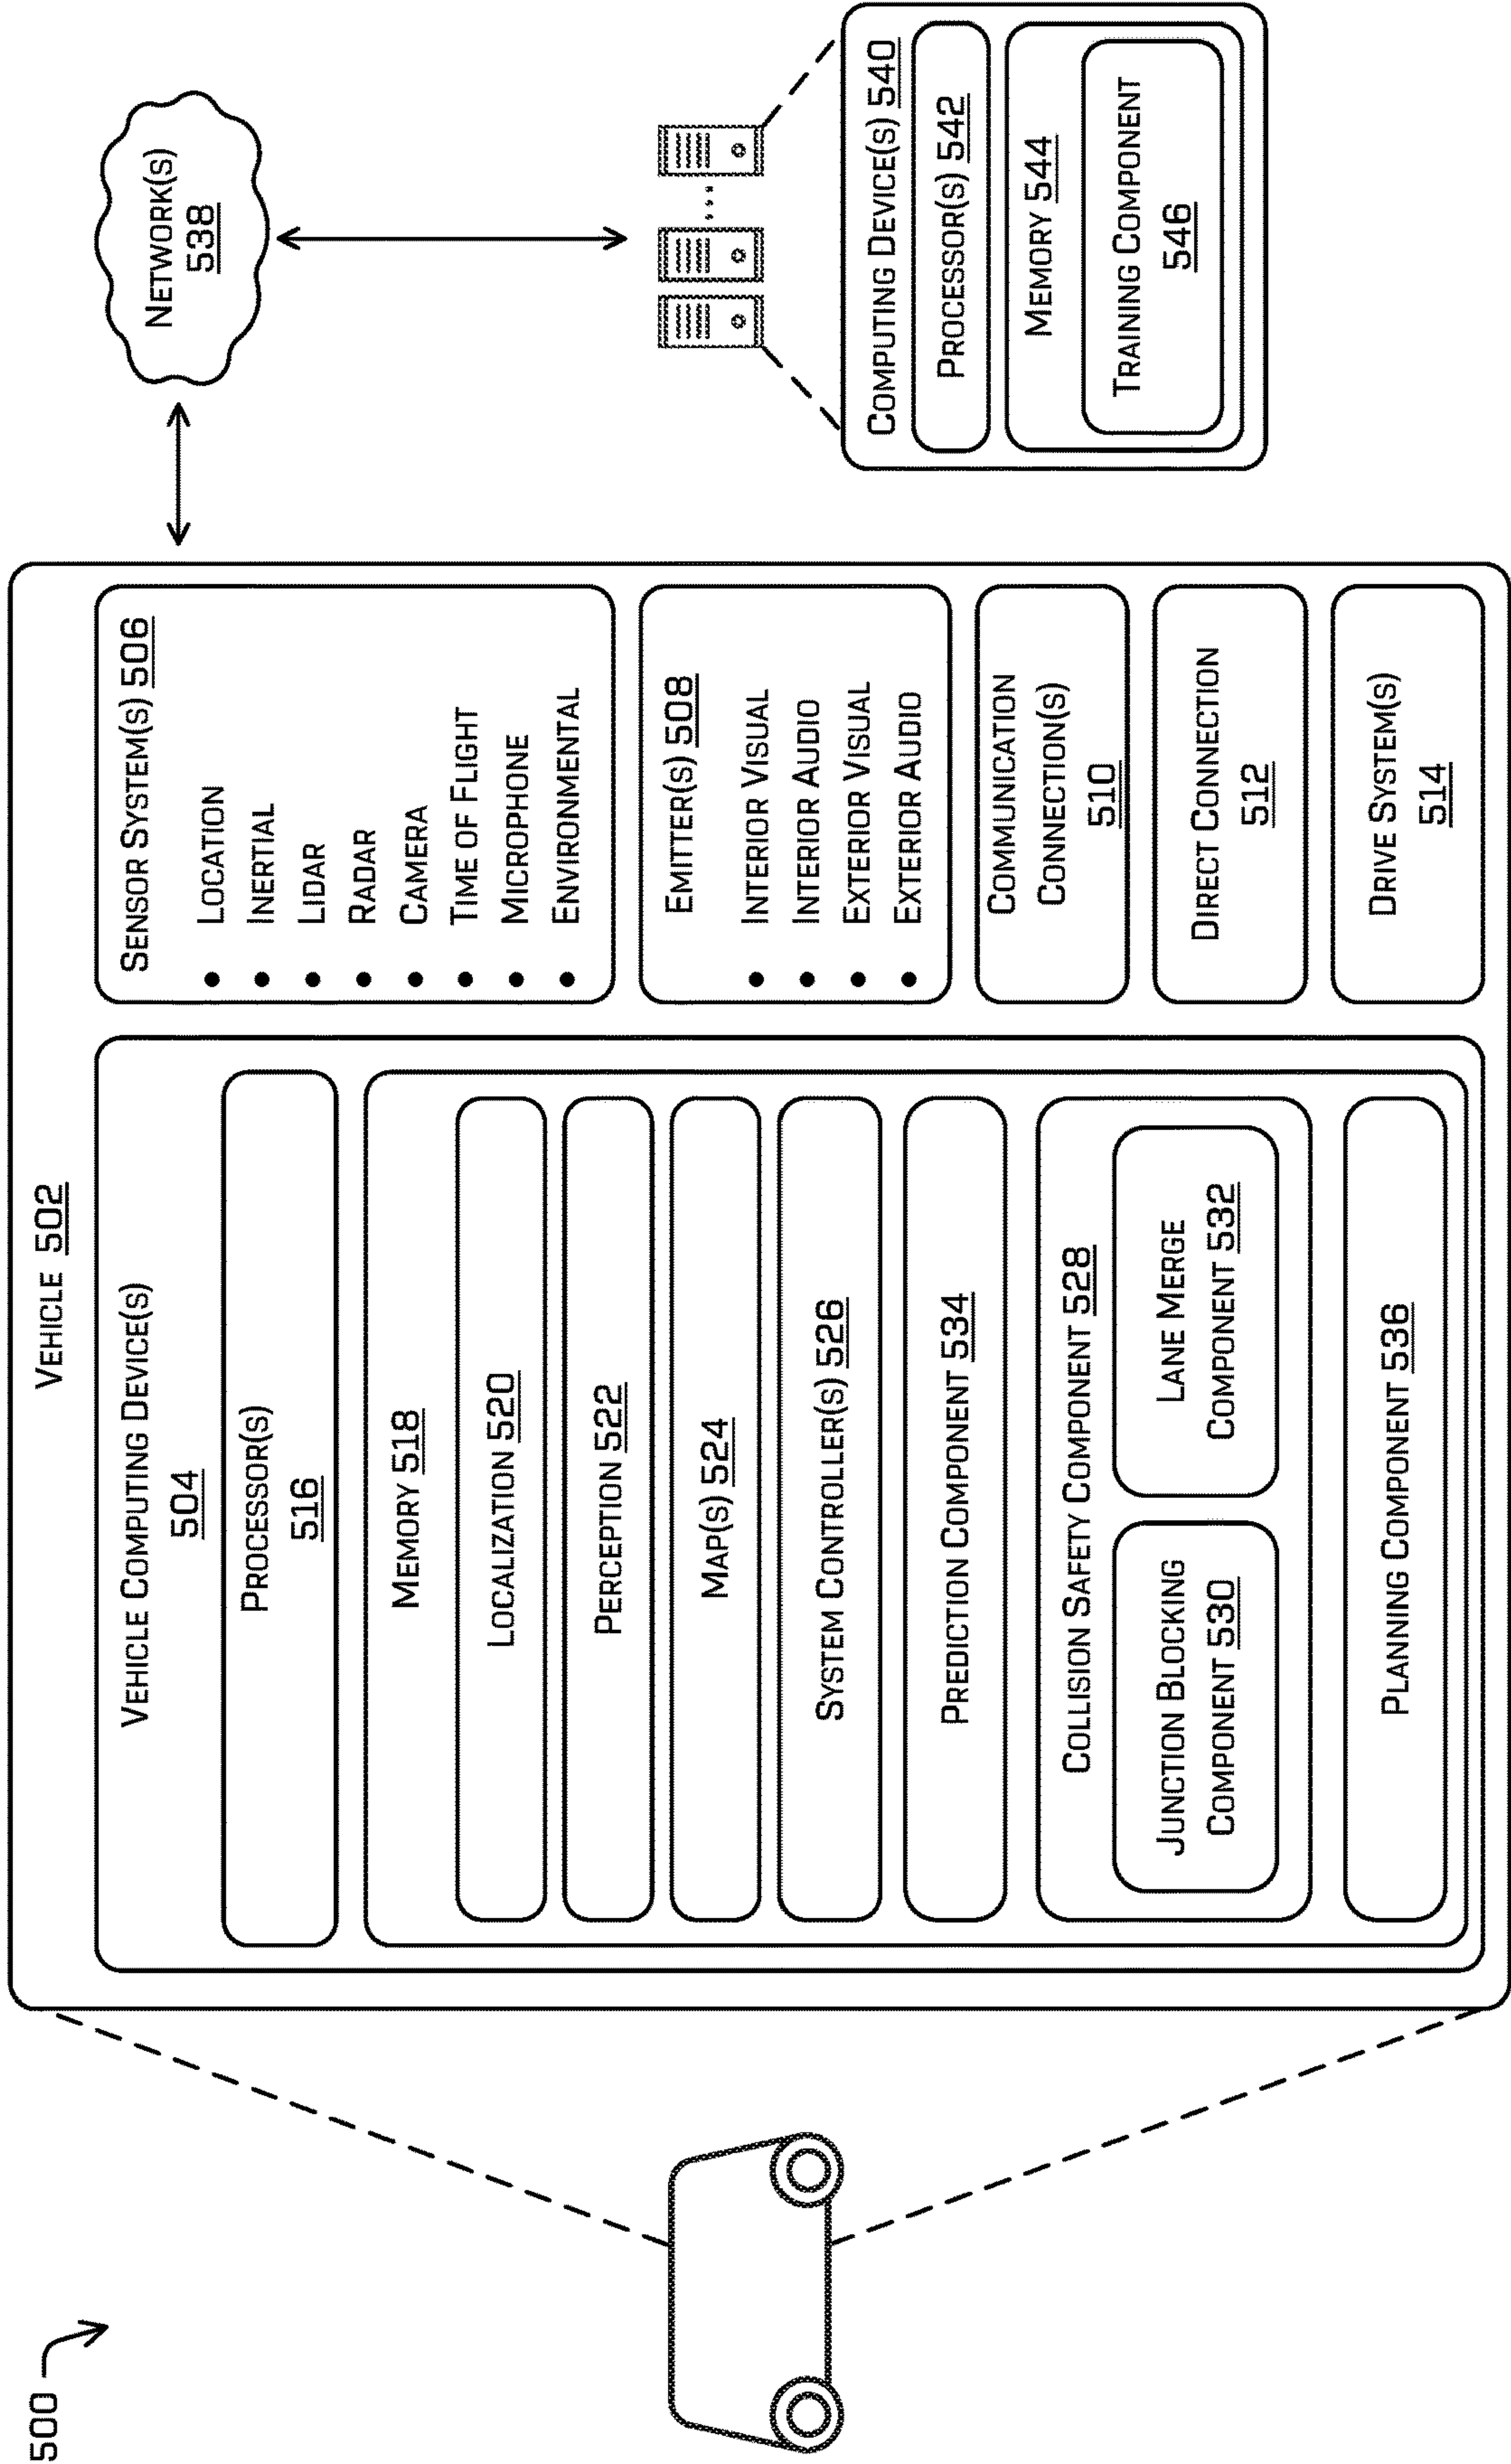 500
VEHICLE 502
VEHICLE COMPUTING DEVICE(S)
504
PROCESSOR(S)
516
MEMORY 518
LOCALIZATION 520
PERCEPTION 522
MAP(S) 524
SYSTEM CONTROLLER(S) 526
PREDICTION COMPONENT 534
COLLISION SAFETY COMPONENT 528
JUNCTION BLOCKING
COMPONENT 530
LANE MERGE
COMPONENT 532
PLANNING COMPONENT 536
SENSOR SYSTEM(S) 506
• LOCATION
• INERTIAL
• LIDAR
• RADAR
• CAMERA
• TIME OF FLIGHT
• MICROPHONE
• ENVIRONMENTAL
EMITTER(S) 508
• INTERIOR VISUAL
• INTERIOR AUDIO
• EXTERIOR VISUAL
• EXTERIOR AUDIO
COMMUNICATION
CONNECTION(S)
510
DIRECT CONNECTION
512
DRIVE SYSTEM(S)
514
NETWORK(S)
538
COMPUTING DEVICE(S) 540
PROCESSOR(S) 542
MEMORY 544
TRAINING COMPONENT
546